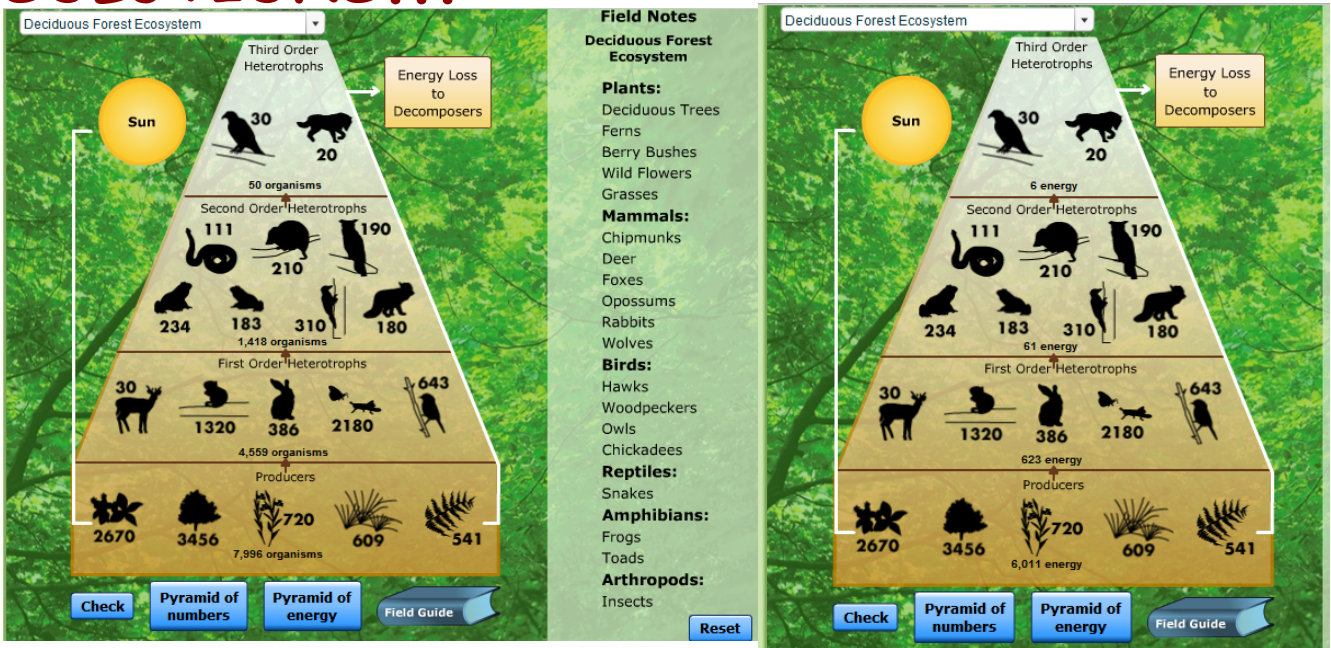 Deciduous Forest Ecosystem
Third Order
Heterotrophs
Energy Loss
to
Decomposers
Sun
30
20
50 organisms
Second Order Heterotrophs
111
190
210
234
183
310
180
1,418 organisms
First Order Heterotrophs
30
643
1320
386
2180
4,559 organisms
Producers
720
2670
3456
609
541
7,996 organisms
Check
Pyramid of
numbers
Pyramid of
energy
Field Guide
Field Notes
Deciduous Forest
Ecosystem
Plants:
Deciduous Trees
Ferns
Berry Bushes
Wild Flowers
Grasses
Mammals:
Chipmunks
Deer
Foxes
Opossums
Rabbits
Wolves
Birds:
Hawks
Woodpeckers
Owls
Chickadees
Reptiles:
Snakes
Amphibians:
Frogs
Toads
Arthropods:
Insects
Reset
Deciduous Forest Ecosystem
Third Order
Heterotrophs
Energy Loss
to
Decomposers
Sun
30
20
6 energy
Second Order Heterotrophs
111
190
210
234
183
310
180
61 energy
First Order Heterotrophs
30
643
1320
386
2180
623 energy
Producers
720
2670
3456
609
541
6,011 energy
Check
Pyramid of
numbers
Pyramid of
energy
Field Guide